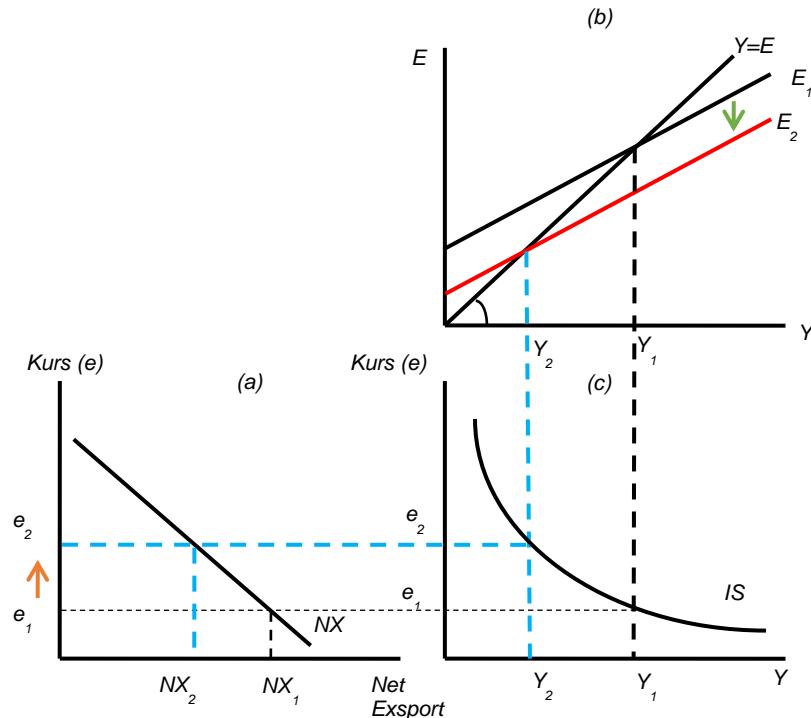 (b)
E
Y=E
E1
E2
Y
Y2
Y1
Kurs (e)
(a)
Kurs (e)
(c)
e2
e2
e1
e1
NX
IS
NX2
NX1
Net
Exsport
Y2
Y1
Y